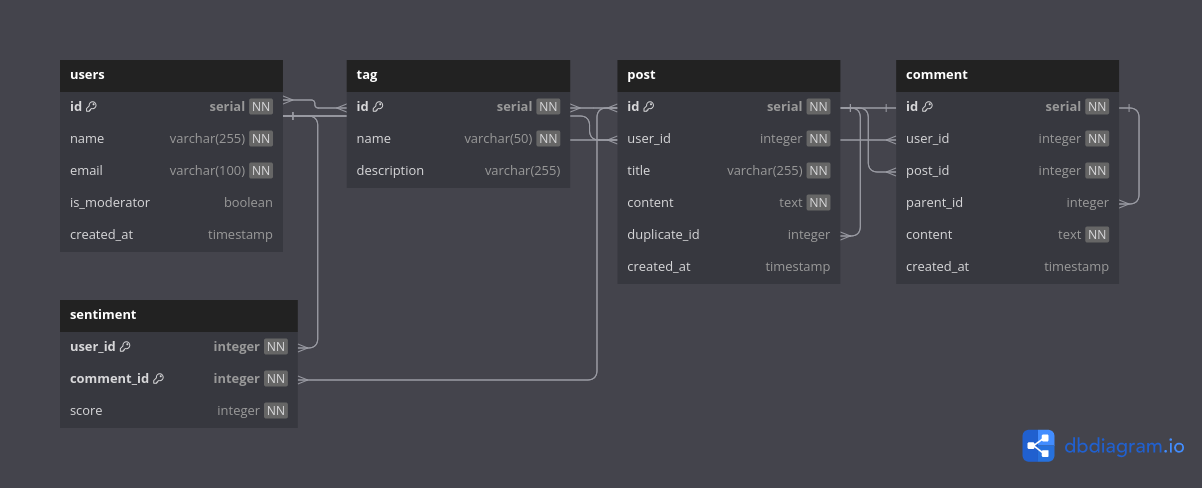 users
id serial NN
name varchar(255) NN
email varchar(100) NN
is_moderator boolean
created_at timestamp
tag
id serial NN
name varchar(50) NN
description varchar(255)
post
id serial NN
user_id integer NN
title varchar(255) NN
content text NN
duplicate_id integer
created_at timestamp
comment
id serial NN
user_id integer NN
post_id integer NN
parent_id integer
content text NN
created_at timestamp
sentiment
user_id integer NN
comment_id integer NN
score integer NN
dbdiagram.io